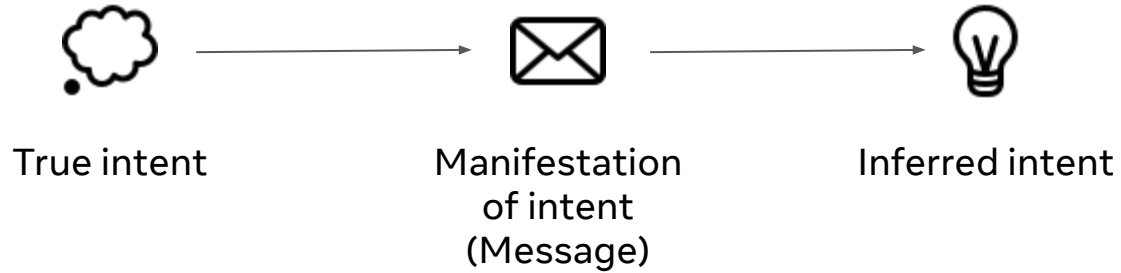 True intent
Manifestation
of intent
(Message)
Inferred intent